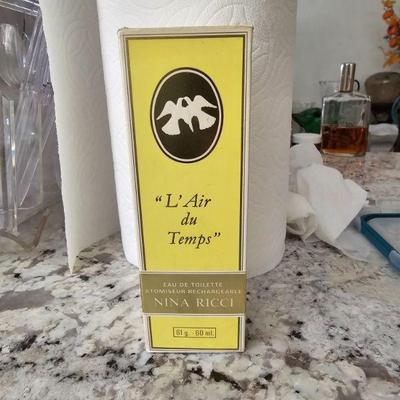 “L’Air
du
Temps”
EAU DE TOILETTE
ATOMISEUR RECHARGEABLE
NINA RICCI
61 g. - 60 ml.